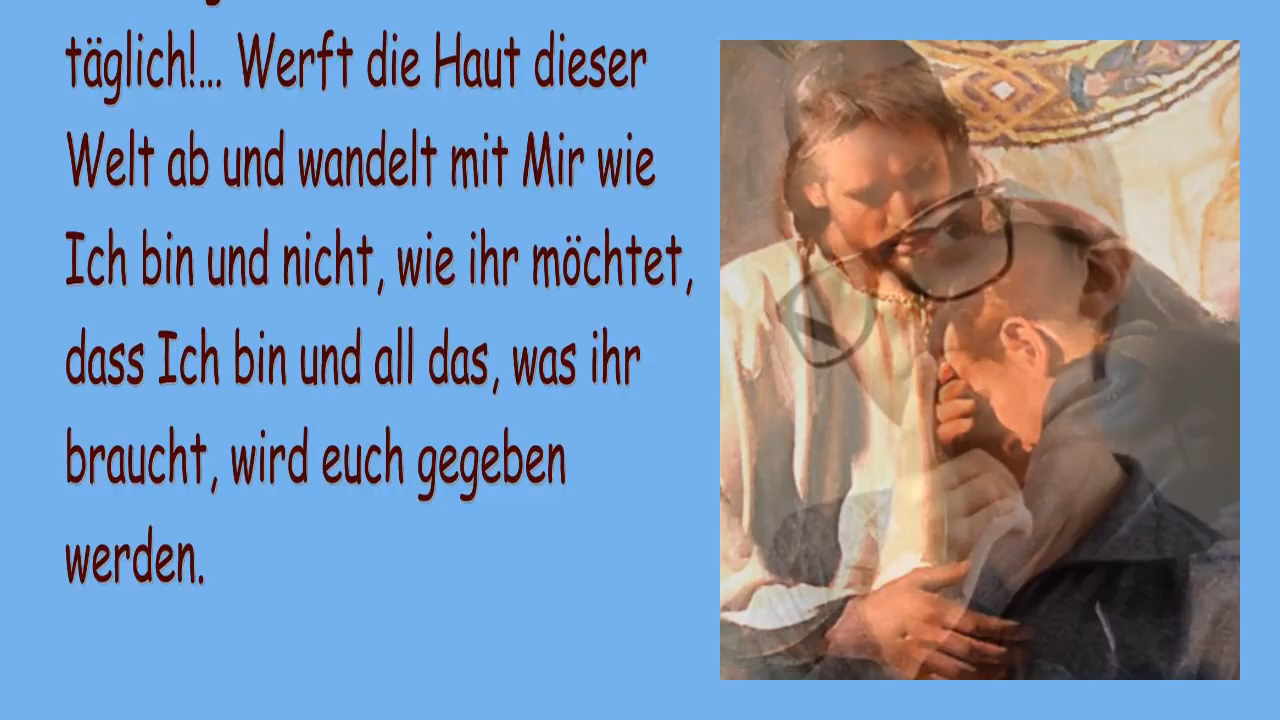 täglich!... Werft die Haut dieser
Welt ab und wandelt mit Mir wie
Ich bin und nicht, wie ihr möchtet,
dass Ich bin und all das, was ihr
braucht, wird euch gegeben
werden.